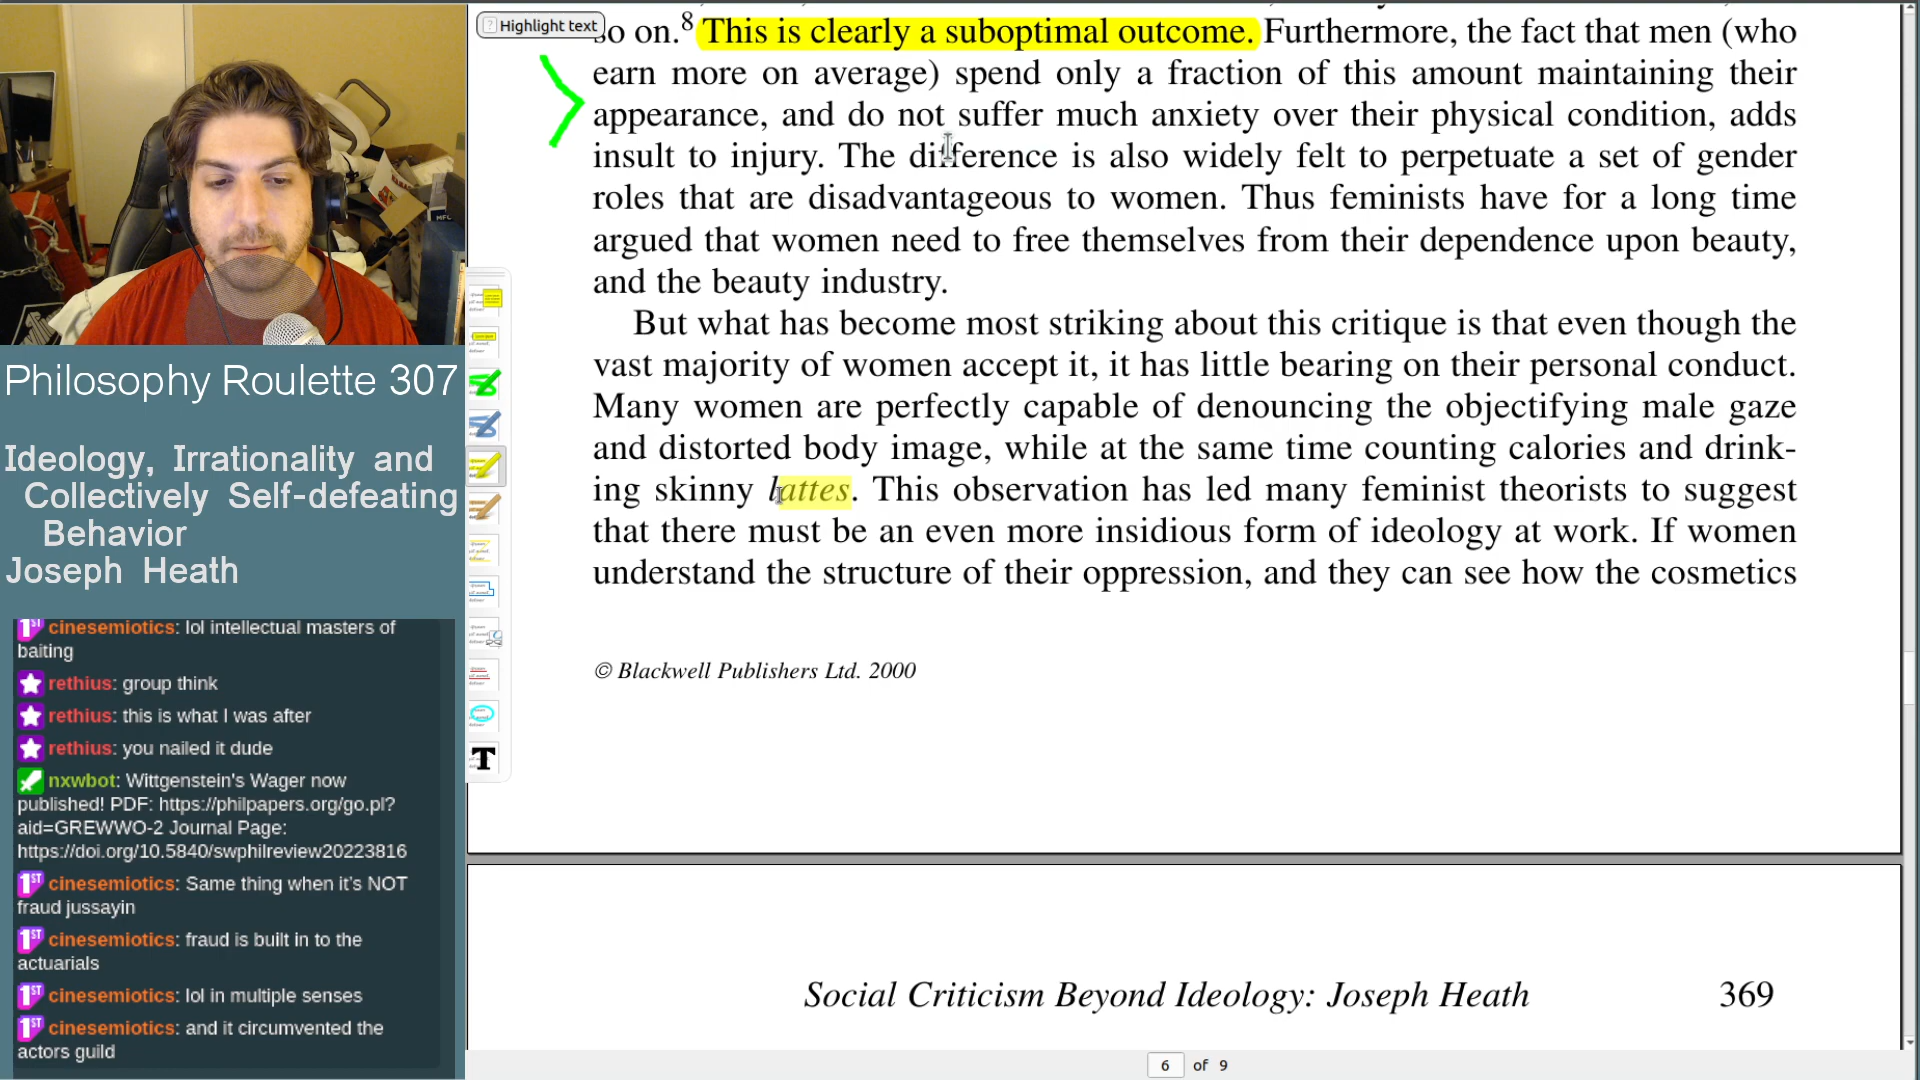 Highlight text
so on.8 This is clearly a suboptimal outcome. Furthermore, the fact that men (who
earn more on average) spend only a fraction of this amount maintaining their
appearance, and do not suffer much anxiety over their physical condition, adds
insult to injury. The difference is also widely felt to perpetuate a set of gender
roles that are disadvantageous to women. Thus feminists have for a long time
argued that women need to free themselves from their dependence upon beauty,
and the beauty industry.
But what has become most striking about this critique is that even though the
vast majority of women accept it, it has little bearing on their personal conduct.
Many women are perfectly capable of denouncing the objectifying male gaze
and distorted body image, while at the same time counting calories and drink-
ing skinny lattes. This observation has led many feminist theorists to suggest
that there must be an even more insidious form of ideology at work. If women
understand the structure of their oppression, and they can see how the cosmetics
© Blackwell Publishers Ltd. 2000
Social Criticism Beyond Ideology: Joseph Heath 369
6 of 9
T
Philosophy Roulette 307
Ideology, Irrationality and
Collectively Self-defeating
Behavior
Joseph Heath
1ST cinesemiotics: lol intellectual masters of
baiting
rethius: group think
rethius: this is what I was after
rethius: you nailed it dude
nxwbot: Wittgenstein's Wager now
published! PDF: https://philpapers.org/go.pl?
aid=GREWWO-2 Journal Page:
https://doi.org/10.5840/swphilreview20223816
1ST cinesemiotics: Same thing when it's NOT
fraud jussayin
1ST cinesemiotics: fraud is built in to the
actuarials
1ST cinesemiotics: lol in multiple senses
1ST cinesemiotics: and it circumvented the
actors guild